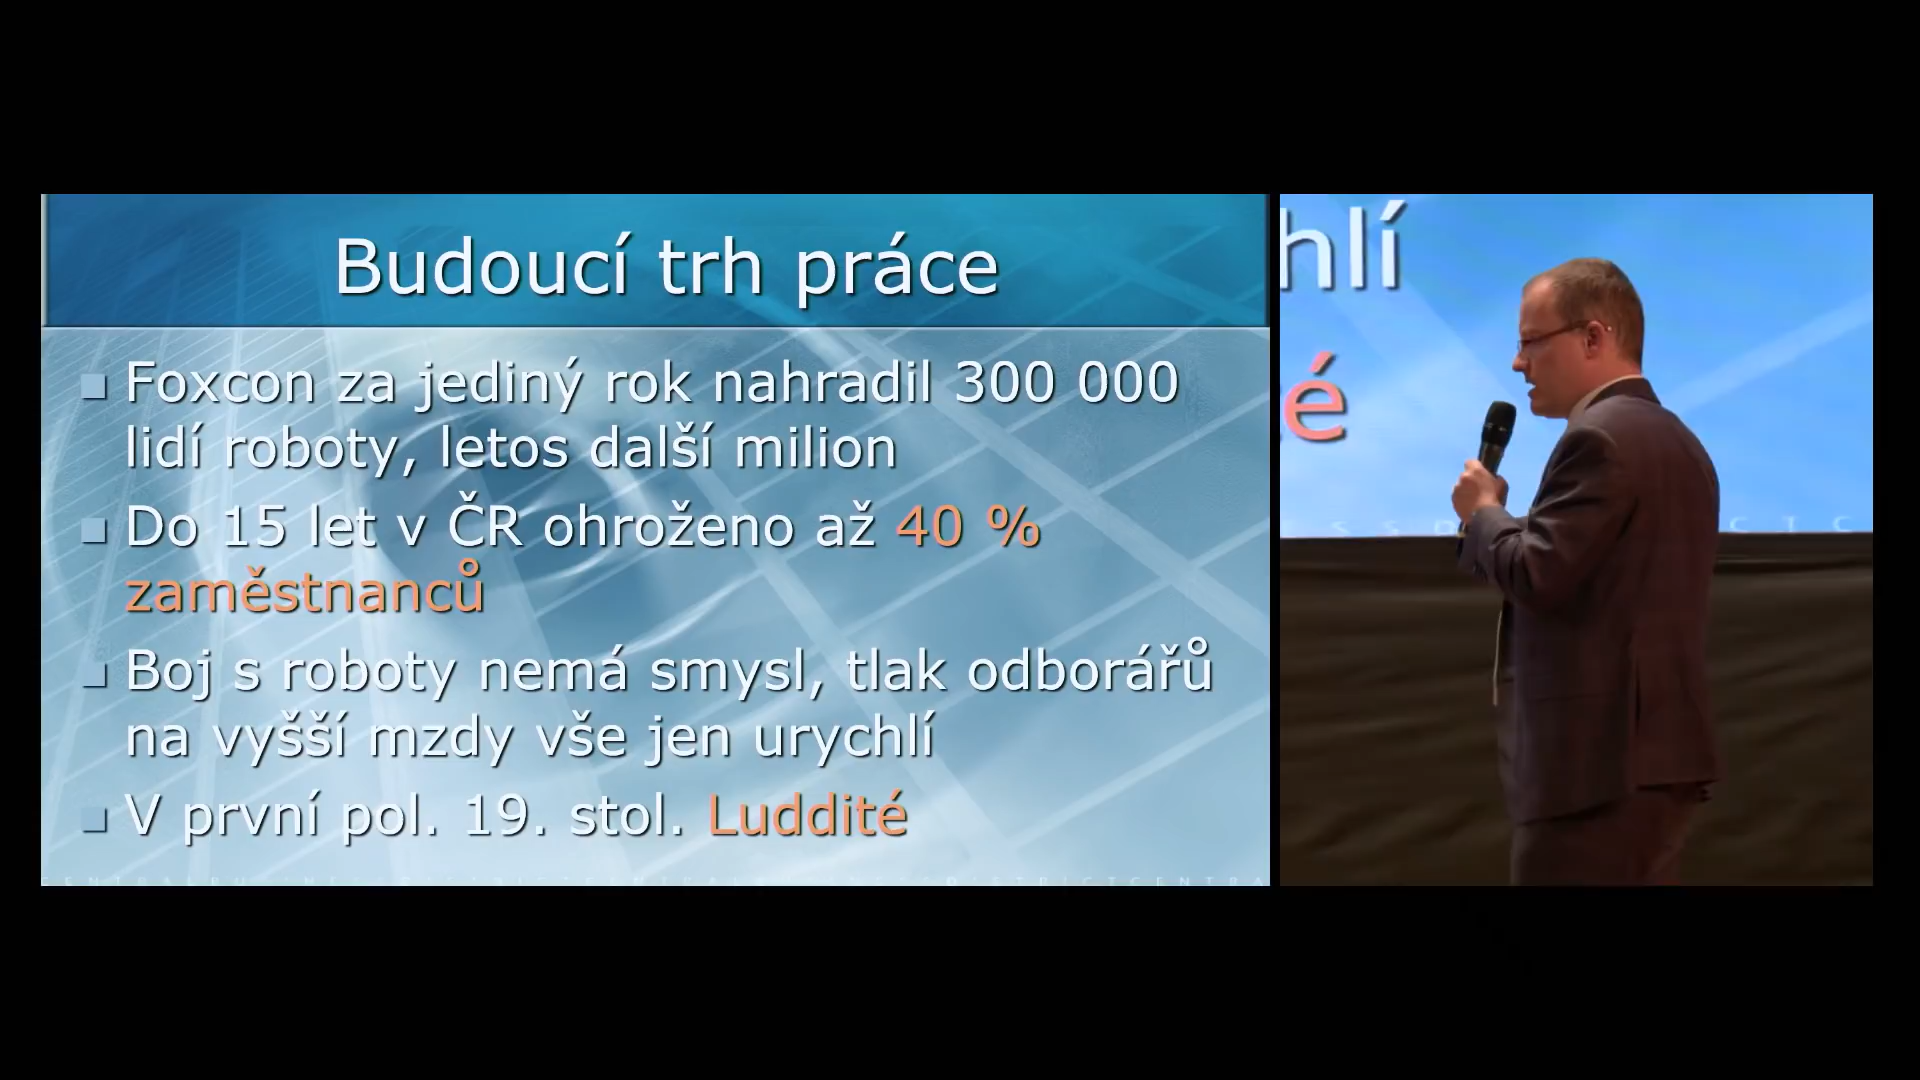 Budoucí trh práce
Foxcon za jediný rok nahradil 300 000
lidí roboty, letos další milion
Do 15 let v ČR ohroženo až 40 %
zaměstnanců
Boj s roboty nemá smysl, tlak odborářů
na vyšší mzdy vše jen urychlí
V první pol. 19. stol. Luddité
hlí
é